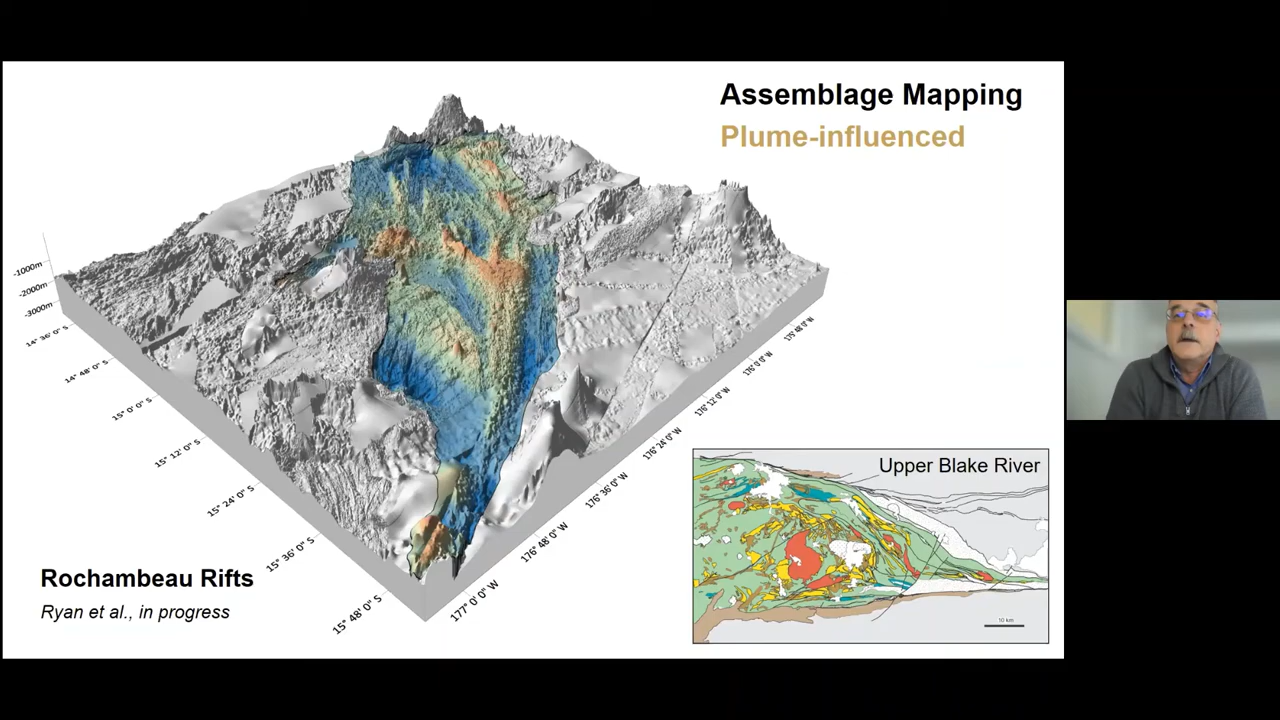 Assemblage Mapping
Plume-influenced
-1000m
-2000m
-3000m
14° 36' 0" S
14° 48' 0" S
15° 0' 0" S
15° 12' 0" S
15° 24' 0" S
15° 36' 0" S
15° 48' 0" S
177° 0' 0" W
176° 48' 0" W
176° 36' 0" W
176° 24' 0" W
176° 12' 0" W
176° 0' 0" W
175° 48' 0" W
Upper Blake River
10 km
Rochambeau Rifts
Ryan et al., in progress